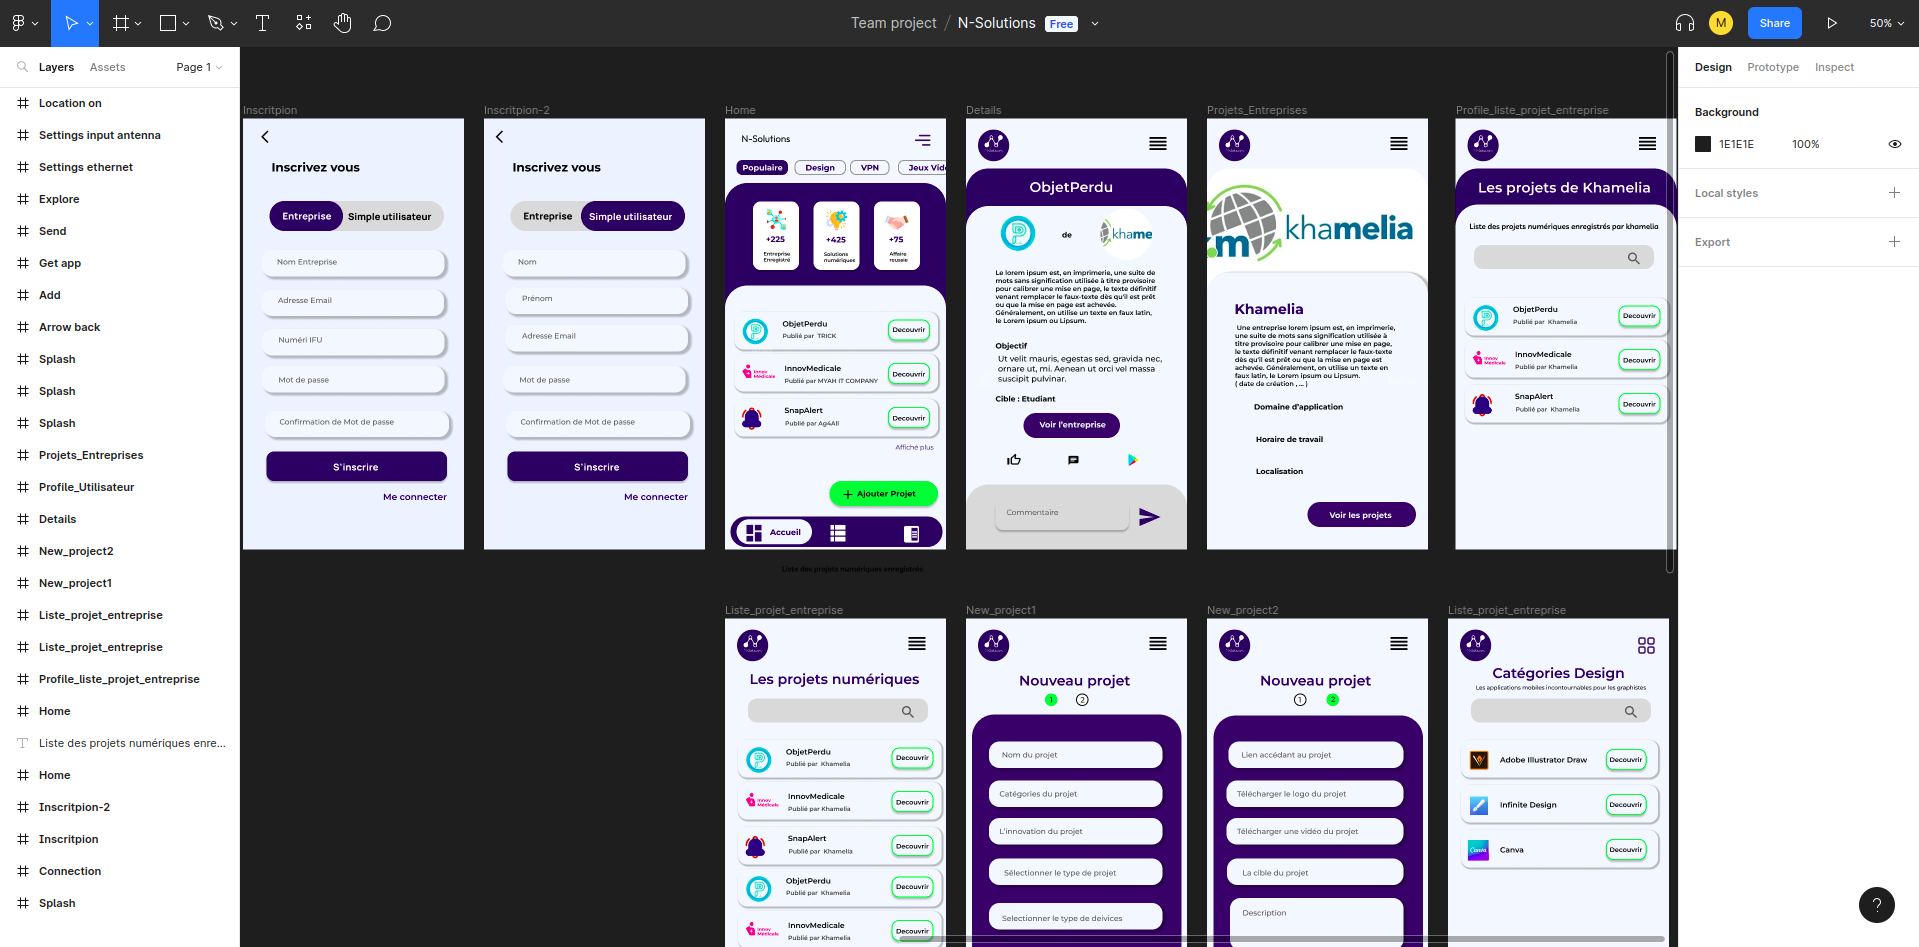 Team project / N-Solutions Free
M
Share
50%
Layers
Assets
Page 1
Location on
Settings input antenna
Settings ethernet
Explore
Send
Get app
Add
Arrow back
Splash
Splash
Splash
Projets_Entreprises
Profile_Utilisateur
Details
New_project2
New_project1
Liste_projet_entreprise
Liste_projet_entreprise
Profile_liste_projet_entreprise
Home
Liste des projets numériques enre...
Home
Inscritpion-2
Inscritpion
Connection
Splash
Inscritpion
Inscrivez vous
Entreprise
Simple utilisateur
Nom Entreprise
Adresse Email
Numéri IFU
Mot de passe
Confirmation de Mot de passe
S'inscrire
Me connecter
Inscritpion-2
Inscrivez vous
Entreprise
Simple utilisateur
Nom
Prénom
Adresse Email
Mot de passe
Confirmation de Mot de passe
S'inscrire
Me connecter
Home
N-Solutions
Populaire
Design
VPN
Jeux Vid
+225
Entreprise
Enregistré
+425
Solutions
numériques
+75
Affaire
reussie
ObjetPerdu
Publié par TRICK
Decouvrir
InnovMedicale
Publié par MYAH IT COMPANY
Decouvrir
SnapAlert
Publié par Ag4All
Decouvrir
Affiché plus
Ajouter Projet
Accueil
Liste des projets numériques enregistrés
Details
ObjetPerdu
de
khame
Le lorem ipsum est, en imprimerie, une suite de
mots sans signification utilisée à titre provisoire
pour calibrer une mise en page, le texte définitif
venant remplacer le faux-texte dès qu'il est prêt
ou que la mise en page est achevée.
Généralement, on utilise un texte en faux latin,
le Lorem ipsum ou Lipsum.
Objectif
Ut velit mauris, egestas sed, gravida nec,
ornare ut, mi. Aenean ut orci vel massa
suscipit pulvinar.
Cible : Etudiant
Voir l'entreprise
Commentaire
Projets_Entreprises
khamelia
Khamelia
Une entreprise lorem ipsum est, en imprimerie,
une suite de mots sans signification utilisée à
titre provisoire pour calibrer une mise en page,
le texte définitif venant remplacer le faux-texte
dès qu'il est prêt ou que la mise en page est
achevée. Généralement, on utilise un texte en
faux latin, le Lorem ipsum ou Lipsum.
( date de création , ... )
Domaine d'application
Horaire de travail
Localisation
Voir les projets
Profile_liste_projet_entreprise
Les projets de Khamelia
Liste des projets numériques enregistrés par khamelia
ObjetPerdu
Publié par Khamelia
Decouvrir
InnovMedicale
Publié par Khamelia
Decouvrir
SnapAlert
Publié par Khamelia
Decouvrir
Liste_projet_entreprise
Les projets numériques
ObjetPerdu
Publié par Khamelia
Decouvrir
InnovMedicale
Publié par Khamelia
Decouvrir
SnapAlert
Publié par Khamelia
Decouvrir
ObjetPerdu
Publié par Khamelia
Decouvrir
InnovMedicale
Publié par Khamelia
Decouvrir
New_project1
Nouveau projet
1 2
Nom du projet
Catégories du projet
L'innovation du projet
Sélectionner le type de projet
Selectionner le type de deivices
New_project2
Nouveau projet
1 2
Lien accédant au projet
Télécharger le logo du projet
Télécharger une vidéo du projet
La cible du projet
Description
Liste_projet_entreprise
Catégories Design
Les applications mobiles incontournables pour les graphistes
Adobe Illustrator Draw
Decouvrir
Infinite Design
Decouvrir
Canva
Canva
Decouvrir
Design
Prototype
Inspect
Background
1E1E1E
100%
Local styles
Export
?